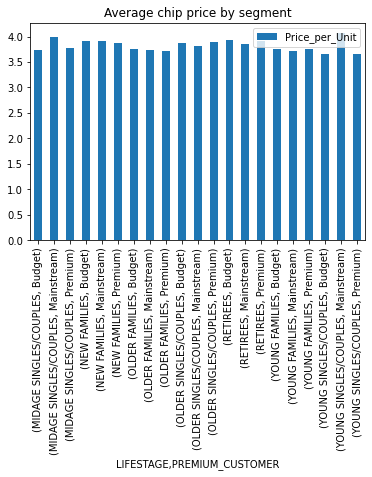 Average chip price by segment
Price_per_Unit
4.0
3.5
3.0
2.5
2.0
1.5
1.0
0.5
0.0
(MIDAGE SINGLES/COUPLES, Budget)
(MIDAGE SINGLES/COUPLES, Mainstream)
(MIDAGE SINGLES/COUPLES, Premium)
(NEW FAMILIES, Budget)
(NEW FAMILIES, Mainstream)
(NEW FAMILIES, Premium)
(OLDER FAMILIES, Budget)
(OLDER FAMILIES, Mainstream)
(OLDER FAMILIES, Premium)
(OLDER SINGLES/COUPLES, Budget)
(OLDER SINGLES/COUPLES, Mainstream)
(OLDER SINGLES/COUPLES, Premium)
(RETIREES, Budget)
(RETIREES, Mainstream)
(RETIREES, Premium)
(YOUNG FAMILIES, Budget)
(YOUNG FAMILIES, Mainstream)
(YOUNG FAMILIES, Premium)
(YOUNG SINGLES/COUPLES, Budget)
(YOUNG SINGLES/COUPLES, Mainstream)
(YOUNG SINGLES/COUPLES, Premium)
LIFESTAGE,PREMIUM_CUSTOMER